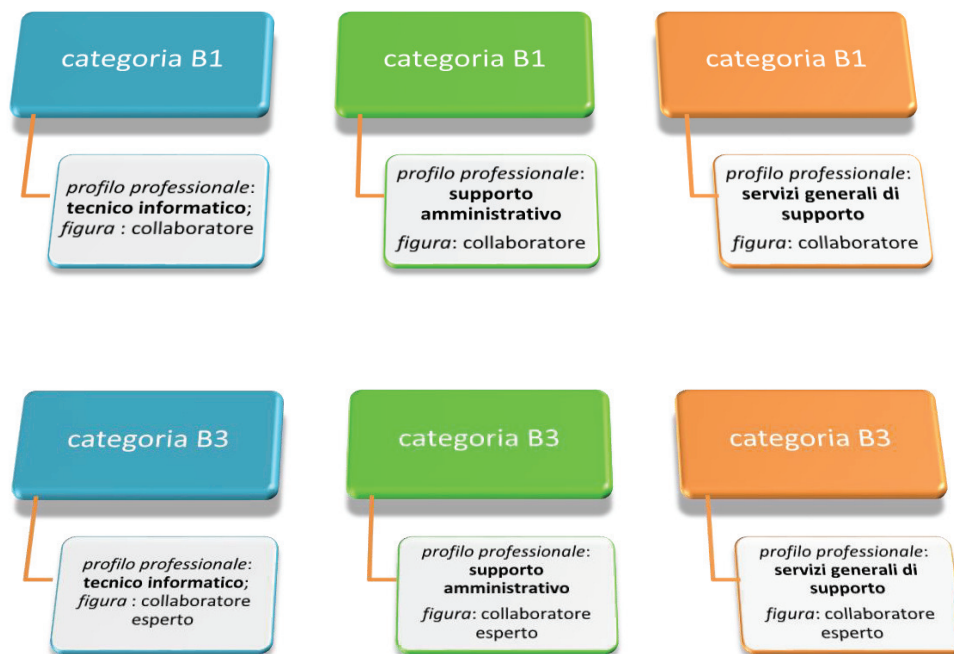 categoria B1
profilo professionale:
tecnico informatico;
figura : collaboratore
categoria B1
profilo professionale:
supporto
amministrativo
figura: collaboratore
categoria B1
profilo professionale:
servizi generali di
supporto
figura: collaboratore
categoria B3
profilo professionale:
tecnico informatico;
figura : collaboratore
esperto
categoria B3
profilo professionale:
supporto
amministrativo
figura: collaboratore
esperto
categoria B3
profilo professionale:
servizi generali di
supporto
figura: collaboratore
esperto